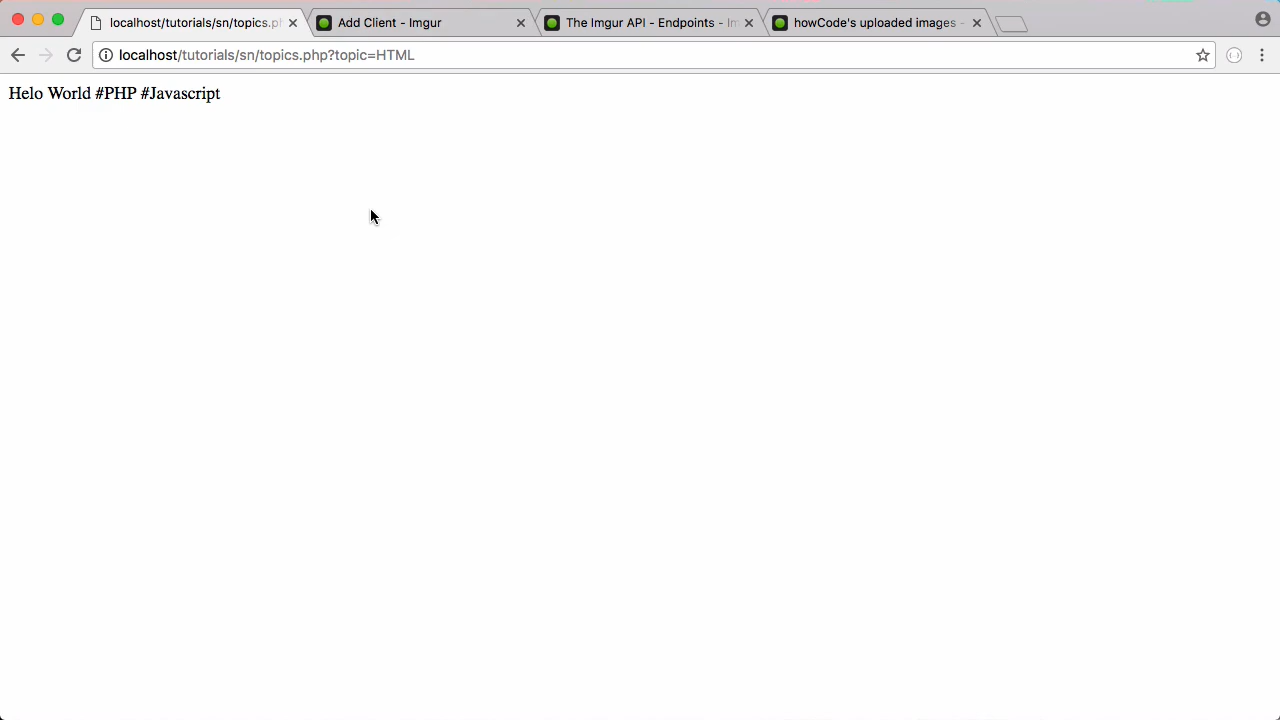 localhost/tutorials/sn/topics.p
Add Client - Imgur
The Imgur API - Endpoints - Im
howCode's uploaded images -
localhost/tutorials/sn/topics.php?topic=HTML
Helo World #PHP #Javascript